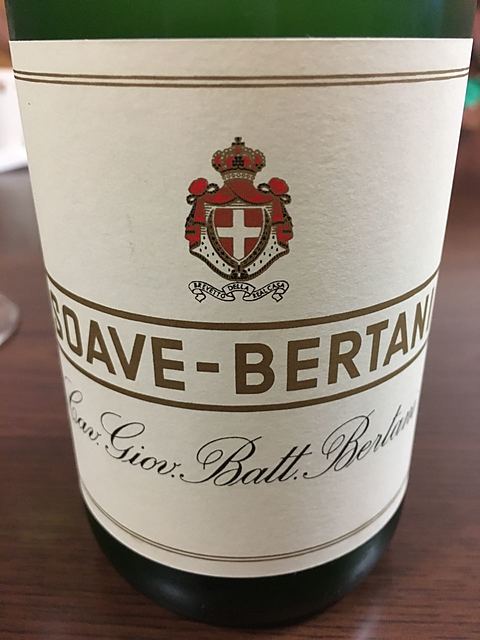 BREVETTO DELLA REAL CASA
SOAVE-BERTANI
Cav. Giov. Batt. Bertani